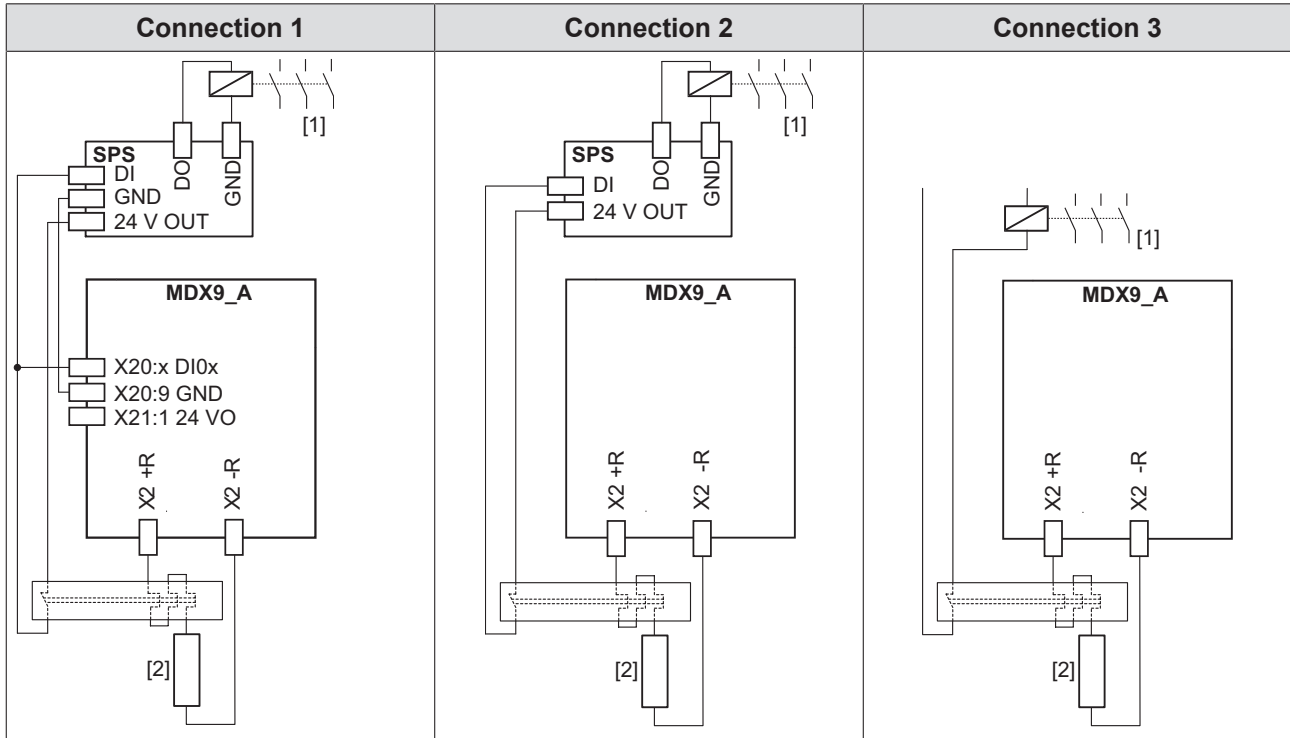 Connection 1
Connection 2
Connection 3
[1]
SPS
DI
GND
24 V OUT
DO
GND
MDX9_A
X20:x DI0x
X20:9 GND
X21:1 24 VO
X2 +R
X2 -R
[2]
[1]
SPS
DI
24 V OUT
DO
GND
MDX9_A
X2 +R
X2 -R
[2]
[1]
MDX9_A
X2 +R
X2 -R
[2]